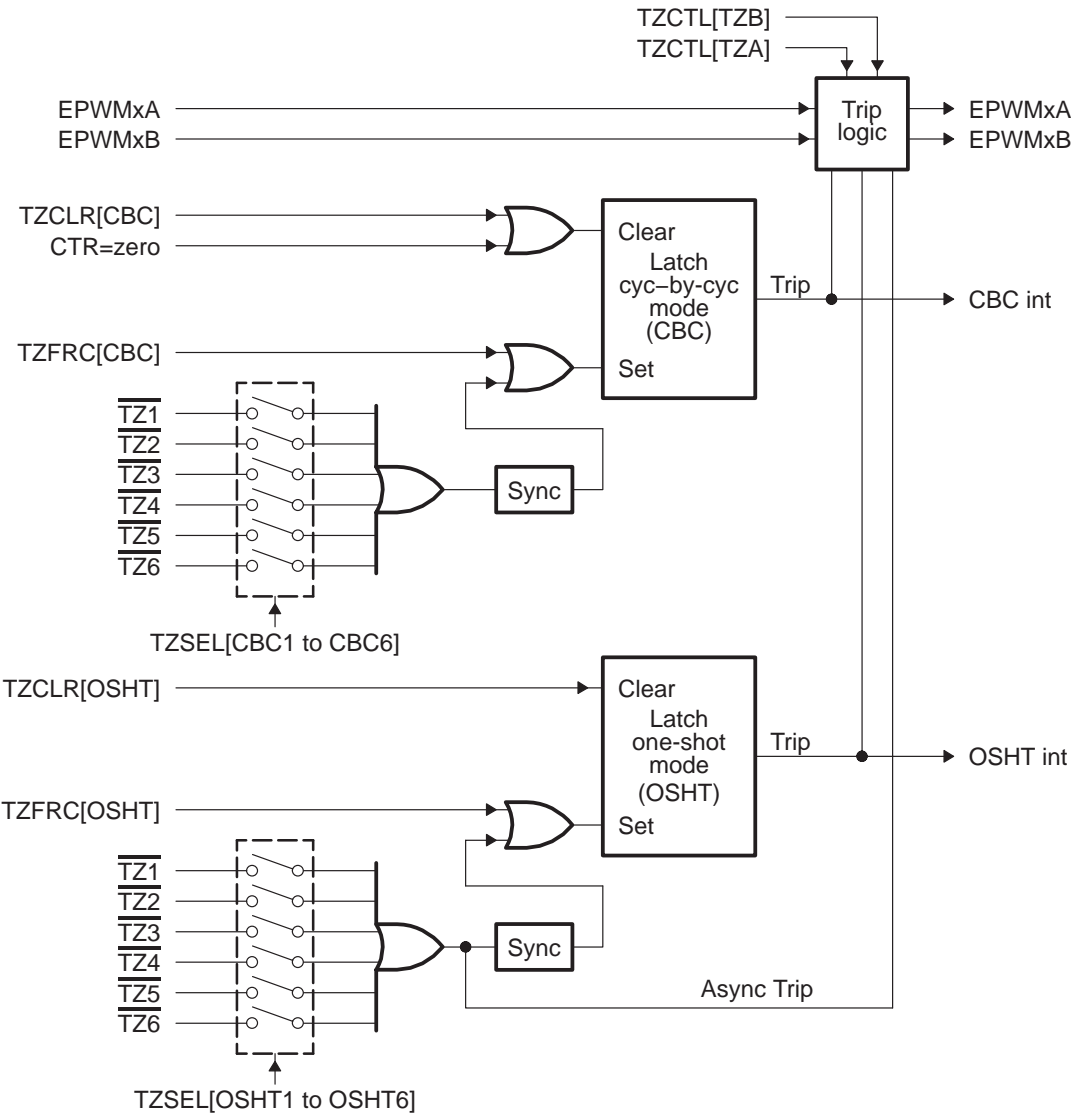 TZCTL[TZB]
TZCTL[TZA]
EPWMxA
EPWMxB
Trip
logic
EPWMxA
EPWMxB
TZCLR[CBC]
CTR=zero
Clear
Latch
cyc−by-cyc
mode
(CBC)
Set
Trip
CBC int
TZFRC[CBC]
TZ1
TZ2
TZ3
TZ4
TZ5
TZ6
Sync
TZSEL[CBC1 to CBC6]
TZCLR[OSHT]
Clear
Latch
one-shot
mode
(OSHT)
Set
Trip
OSHT int
TZFRC[OSHT]
TZ1
TZ2
TZ3
TZ4
TZ5
TZ6
Sync
Async Trip
TZSEL[OSHT1 to OSHT6]